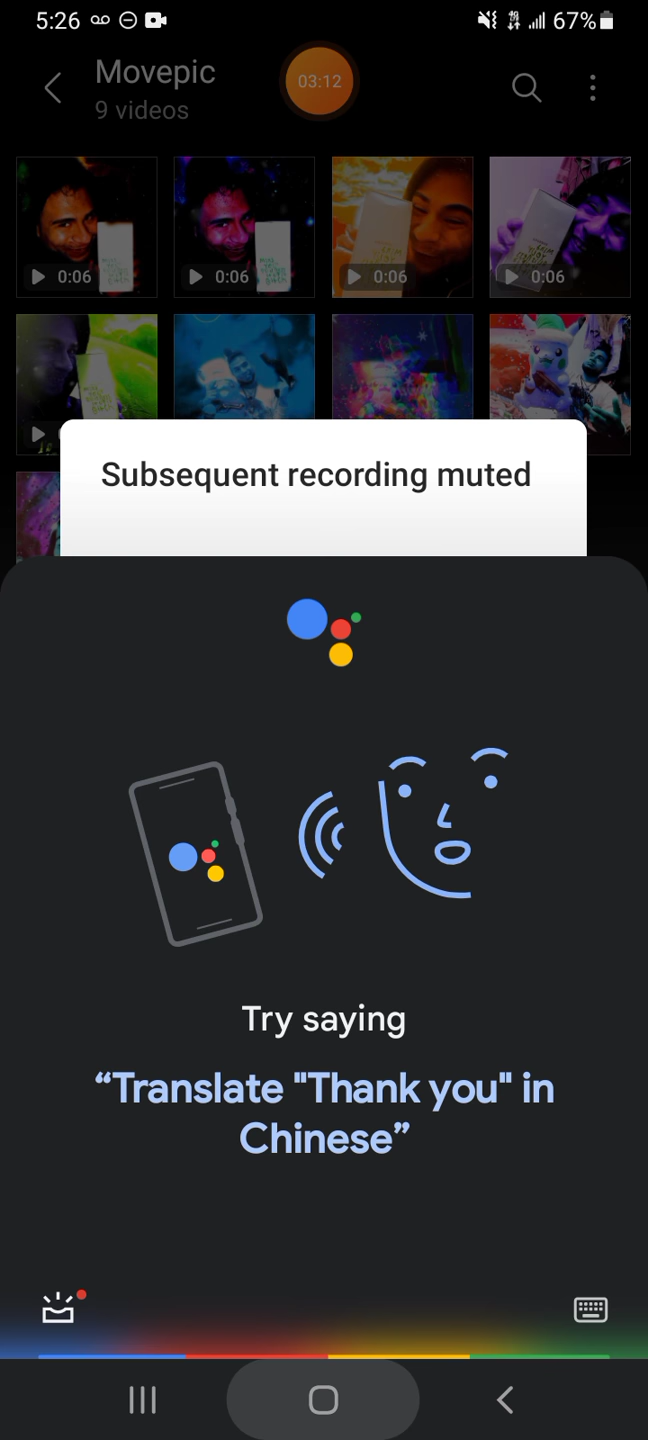 5:26
67%
Movepic
03:12
9 videos
0:06
0:06
0:06
0:06
Subsequent recording muted
Try saying
“Translate "Thank you" in
Chinese”